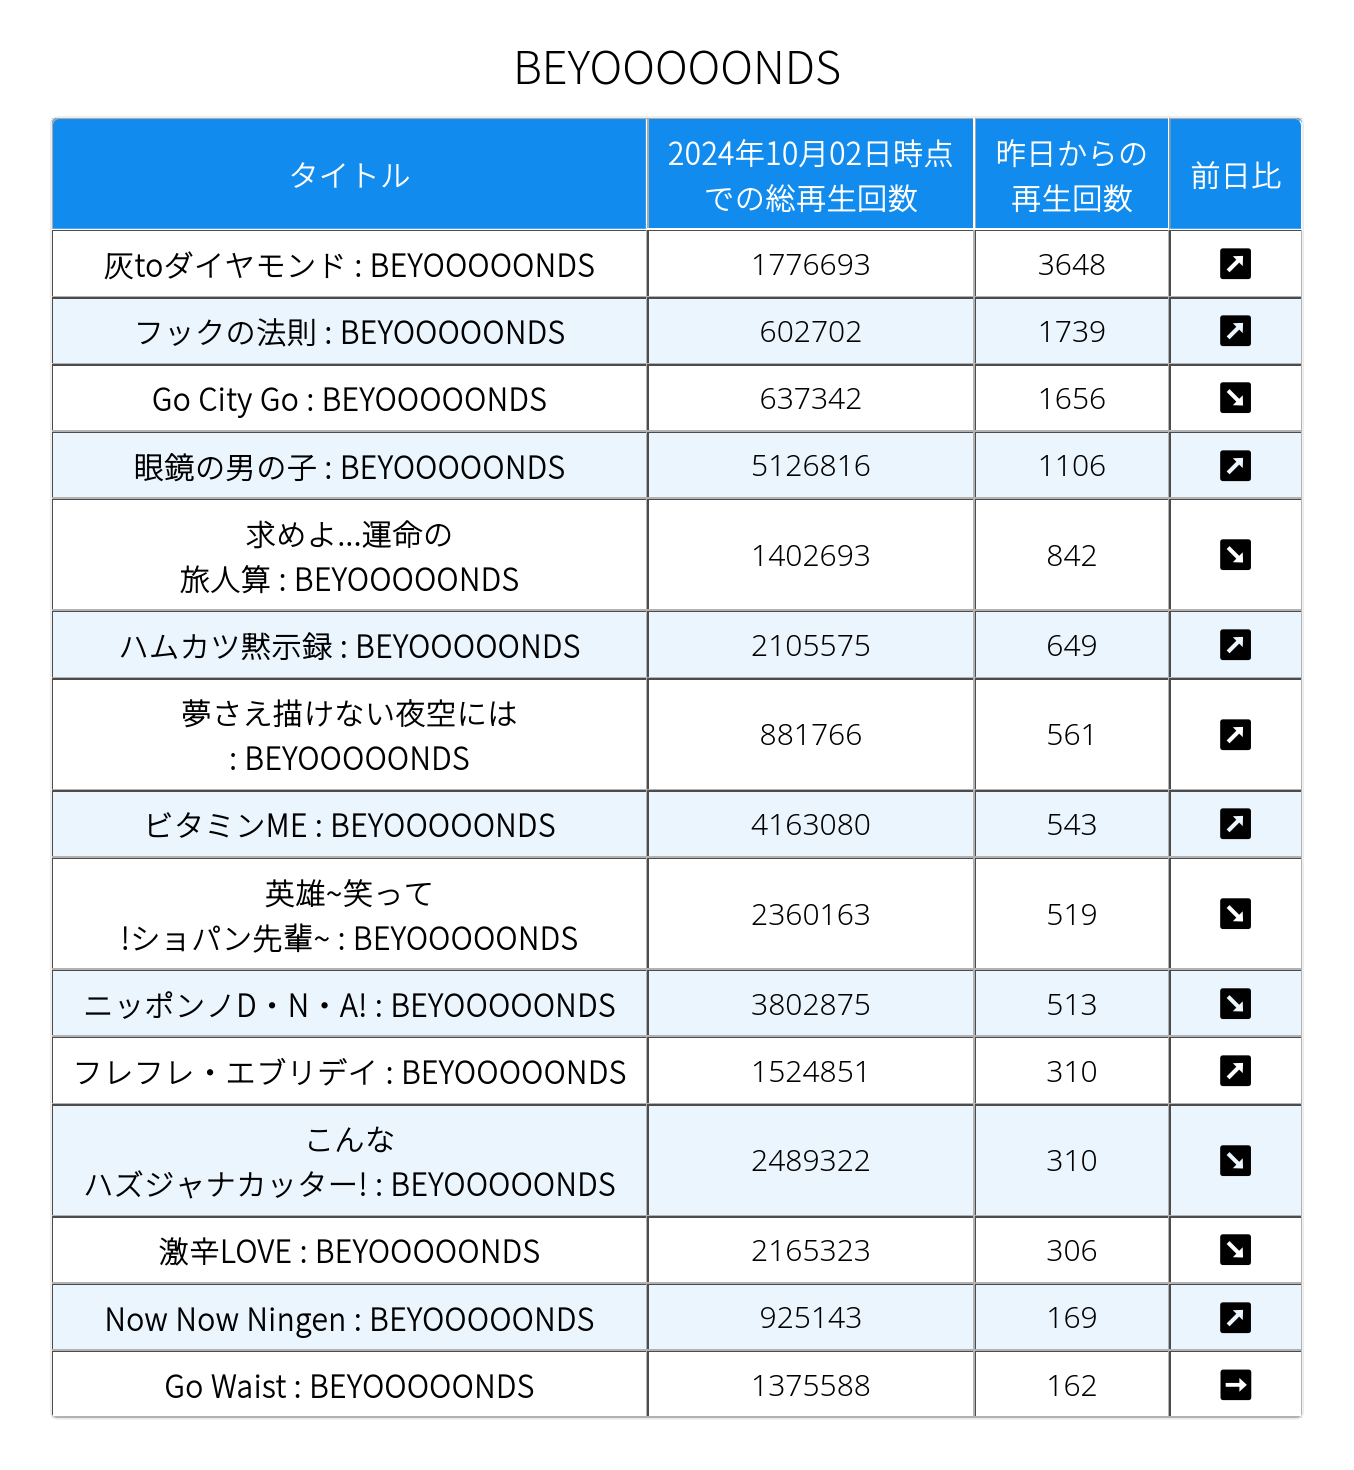 BEYOOOOONDS
タイトル
2024年10月02日時点
での総再生回数
昨日からの
再生回数
前日比
灰toダイヤモンド : BEYOOOOONDS
1776693
3648
フックの法則 : BEYOOOOONDS
602702
1739
Go City Go : BEYOOOOONDS
637342
1656
眼鏡の男の子 : BEYOOOOONDS
5126816
1106
求めよ...運命の
旅人算 : BEYOOOOONDS
1402693
842
ハムカツ黙示録 : BEYOOOOONDS
2105575
649
夢さえ描けない夜空には
: BEYOOOOONDS
881766
561
ビタミンME : BEYOOOOONDS
4163080
543
英雄~笑って
!ショパン先輩~ : BEYOOOOONDS
2360163
519
ニッポンノD・N・A! : BEYOOOOONDS
3802875
513
フレフレ・エブリデイ : BEYOOOOONDS
1524851
310
こんな
ハズジャナカッター! : BEYOOOOONDS
2489322
310
激辛LOVE : BEYOOOOONDS
2165323
306
Now Now Ningen : BEYOOOOONDS
925143
169
Go Waist : BEYOOOOONDS
1375588
162